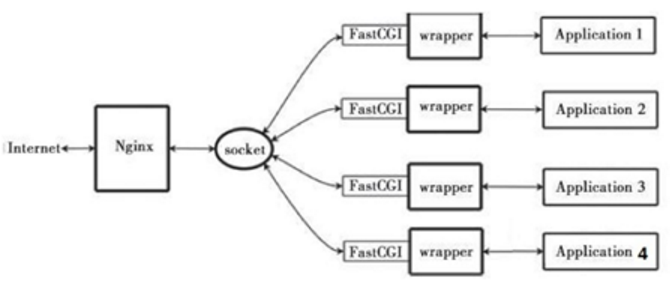 FastCGI wrapper Application 1
FastCGI wrapper Application 2
Internet Nginx socket
FastCGI wrapper Application 3
FastCGI wrapper Application 4